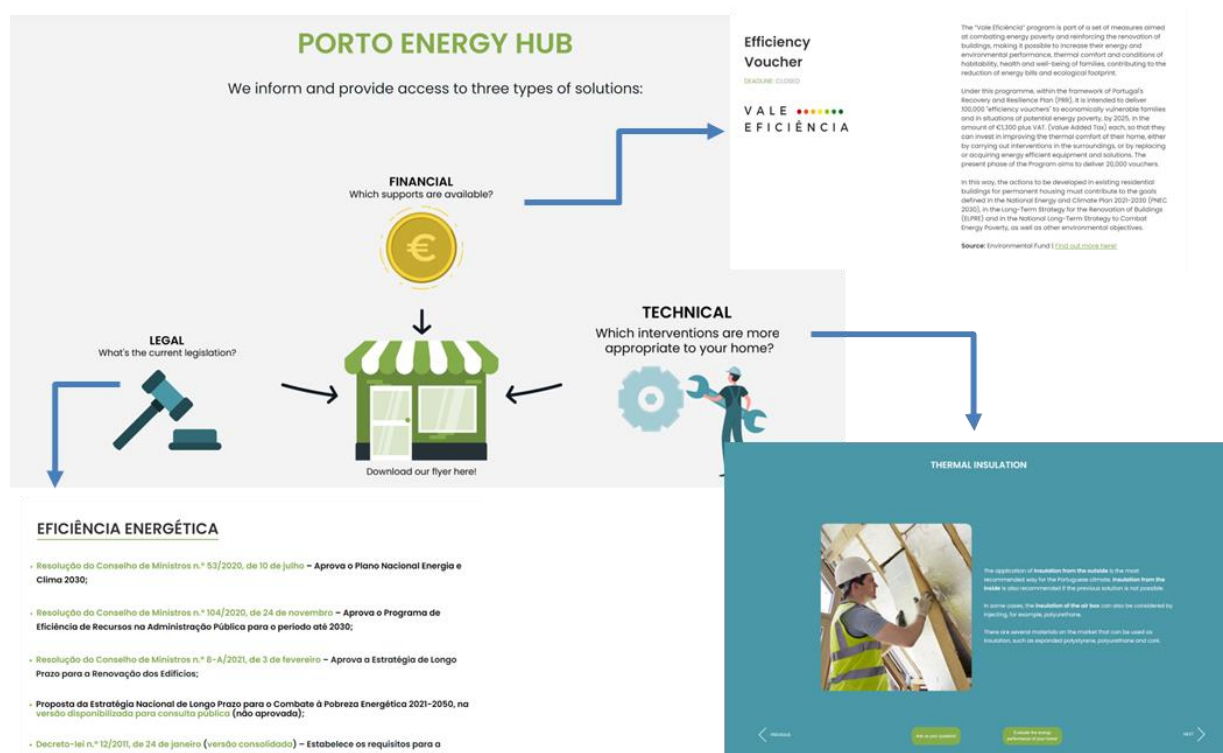 PORTO ENERGY HUB
We inform and provide access to three types of solutions:
FINANCIAL
Which supports are available?
LEGAL
What's the current legislation?
TECHNICAL
Which interventions are more
appropriate to your home?
Download our flyer here!
Efficiency
Voucher
DEADLINE: CLOSED
VALE
EFICIÊNCIA
The "Vale Eficiência" program is part of a set of measures aimed
at combating energy poverty and reinforcing the renovation of
buildings, making it possible to increase their energy and
environmental performance, thermal comfort and conditions of
habitability, health and well-being of families, contributing to the
reduction of energy bills and ecological footprint.
Under this programme, within the framework of Portugal's
Recovery and Resilience Plan (PRR), it is intended to deliver
100,000 "efficiency vouchers" to economically vulnerable families
and in situations of potential energy poverty, by 2025, in the
amount of €1,300 plus VAT. (Value Added Tax) each, so that they
can invest in improving the thermal comfort of their home, either
by carrying out interventions in the surroundings, or by replacing
or acquiring energy efficient equipment and solutions. The
present phase of the Program aims to deliver 20,000 vouchers.
In this way, the actions to be developed in existing residential
buildings for permanent housing must contribute to the goals
defined in the National Energy and Climate Plan 2021-2030 (PNEC
2030), in the Long-Term Strategy for the Renovation of Buildings
(ELPRE) and in the National Long-Term Strategy to Combat
Energy Poverty, as well as other environmental objectives.
Source: Environmental Fund | Find out more here!
EFICIÊNCIA ENERGÉTICA
• Resolução do Conselho de Ministros n.º 53/2020, de 10 de julho – Aprova o Plano Nacional Energia e
Clima 2030;
• Resolução do Conselho de Ministros n.º 104/2020, de 24 de novembro – Aprova o Programa de
Eficiência de Recursos na Administração Pública para o período até 2030;
• Resolução do Conselho de Ministros n.º 8-A/2021, de 3 de fevereiro – Aprova a Estratégia de Longo
Prazo para a Renovação dos Edifícios;
• Proposta da Estratégia Nacional de Longo Prazo para o Combate à Pobreza Energética 2021-2050, na
versão disponibilizada para consulta pública (não aprovada);
• Decreto-lei n.º 12/2011, de 24 de janeiro (versão consolidada) – Estabelece os requisitos para a
THERMAL INSULATION
The application of insulation from the outside is the most
recommended way for the Portuguese climate. Insulation from the
inside is also recommended if the previous solution is not possible.
In some cases, the insulation of the air box can also be considered by
injecting, for example, polyurethane.
There are several materials on the market that can be used as
insulation, such as expanded polystyrene, polyurethane and cork.
PREVIOUS
Ask us your questions!
Evaluate the energy
performance of your home!
NEXT